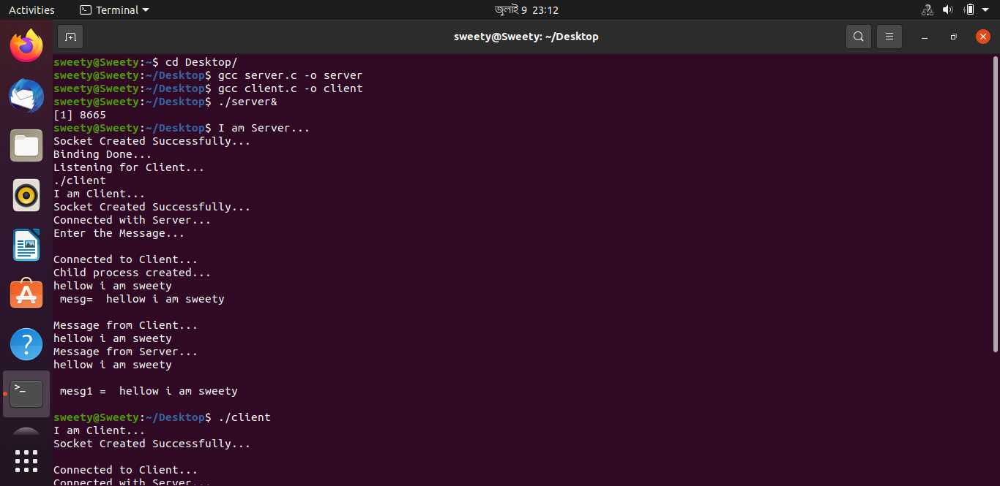 Activities Terminal জুলাই 9 23:12
sweety@Sweety: ~/Desktop
sweety@Sweety:~$ cd Desktop/
sweety@Sweety:~/Desktop$ gcc server.c -o server
sweety@Sweety:~/Desktop$ gcc client.c -o client
sweety@Sweety:~/Desktop$ ./server&
[1] 8665
sweety@Sweety:~/Desktop$ I am Server...
Socket Created Successfully...
Binding Done...
Listening for Client...
./client
I am Client...
Socket Created Successfully...
Connected with Server...
Enter the Message...
Connected to Client...
Child process created...
hellow i am sweety
mesg=  hellow i am sweety
Message from Client...
hellow i am sweety
Message from Server...
hellow i am sweety
mesg1 =  hellow i am sweety
sweety@Sweety:~/Desktop$ ./client
I am Client...
Socket Created Successfully...
Connected to Client...
Connected with Server...